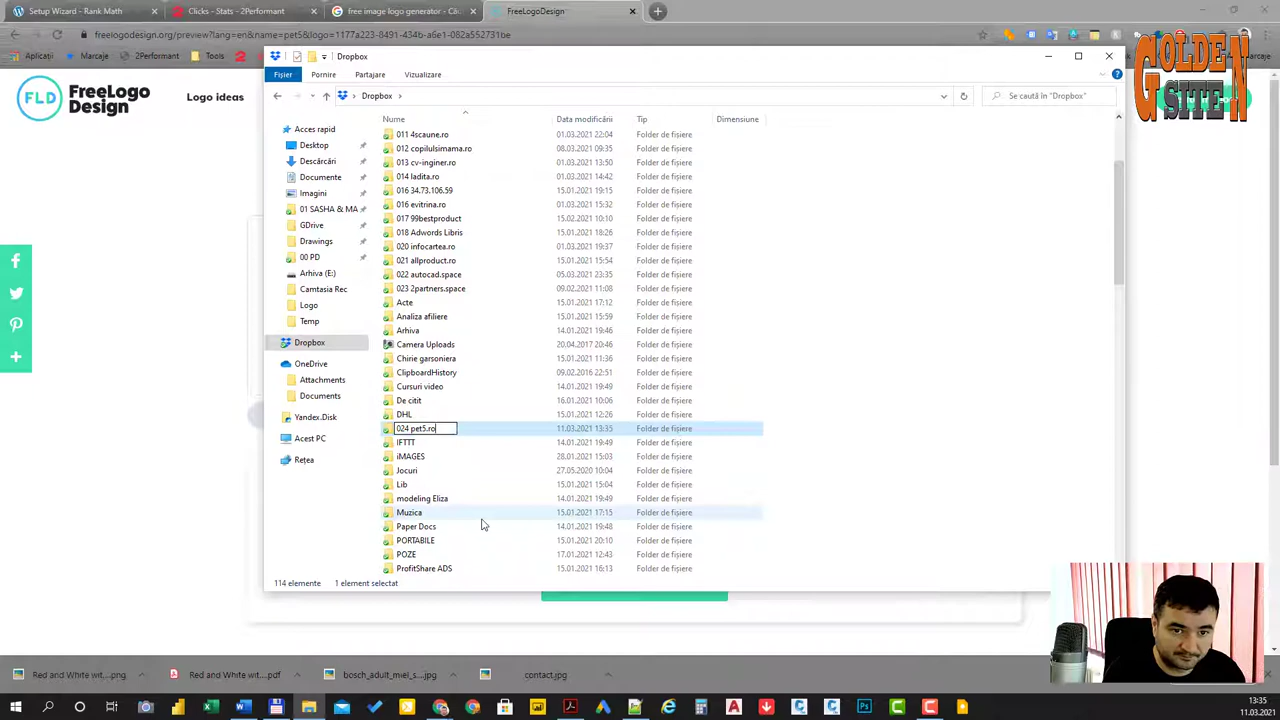 Setup Wizard - Rank Math
Clicks - Stats - 2Performant
free image logo generator - Cău
FreeLogoDesign
freelogodesign.org/preview?lang=en&name=pet5&logo=1177a223-8491-434b-a6e1-082a552731be
Aplicații
Marcaje
2Performant
Tools
GOLDEN
SITE
FLD
FreeLogo
Design
Logo ideas
Dropbox
Fișier
Pornire
Partajare
Vizualizare
Dropbox
Se caută în "Dropbox"
Nume
Data modificării
Tip
Dimensiune
Acces rapid
Desktop
Descărcări
Documente
Imagini
01 SASHA & MA
GDrive
Drawings
00 PD
Arhiva (E:)
Camtasia Rec
Logo
Temp
Dropbox
OneDrive
Attachments
Documents
Yandex.Disk
Acest PC
Rețea
011 4scaune.ro 01.03.2021 22:04 Folder de fișiere
012 copilulsimama.ro 08.03.2021 09:35 Folder de fișiere
013 cv-inginer.ro 01.03.2021 13:50 Folder de fișiere
014 ladita.ro 01.03.2021 14:42 Folder de fișiere
016 34.73.106.59 15.01.2021 19:15 Folder de fișiere
016 evitrina.ro 01.03.2021 15:32 Folder de fișiere
017 99bestproduct 15.02.2021 10:10 Folder de fișiere
018 Adwords Libris 15.01.2021 18:26 Folder de fișiere
020 infocartea.ro 01.03.2021 19:37 Folder de fișiere
021 allproduct.ro 15.01.2021 15:54 Folder de fișiere
022 autocad.space 05.03.2021 23:35 Folder de fișiere
023 2partners.space 09.02.2021 11:08 Folder de fișiere
Acte 15.01.2021 17:12 Folder de fișiere
Analiza afiliere 15.01.2021 15:59 Folder de fișiere
Arhiva 14.01.2021 19:46 Folder de fișiere
Camera Uploads 20.04.2017 20:46 Folder de fișiere
Chirie garsoniera 15.01.2021 11:36 Folder de fișiere
ClipboardHistory 09.02.2016 22:51 Folder de fișiere
Cursuri video 14.01.2021 19:49 Folder de fișiere
De citit 16.01.2021 10:06 Folder de fișiere
DHL 15.01.2021 12:26 Folder de fișiere
024 pet5.ro 11.03.2021 13:35 Folder de fișiere
IFTTT 14.01.2021 19:49 Folder de fișiere
iMAGES 28.01.2021 15:03 Folder de fișiere
Jocuri 27.05.2020 10:04 Folder de fișiere
Lib 15.01.2021 15:04 Folder de fișiere
modeling Eliza 14.01.2021 19:49 Folder de fișiere
Muzica 15.01.2021 17:15 Folder de fișiere
Paper Docs 14.01.2021 19:48 Folder de fișiere
PORTABILE 15.01.2021 20:10 Folder de fișiere
POZE 17.01.2021 12:43 Folder de fișiere
ProfitShare ADS 15.01.2021 16:13 Folder de fișiere
114 elemente
1 element selectat
Red and White wit....png
Red and White wit....pdf
bosch_adult_miel_s....jpg
contact.jpg
13:35
11.03.2021